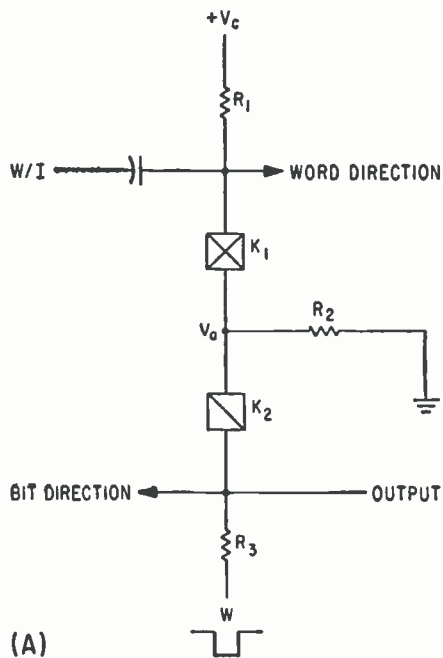 +Vc
R1
W/I
WORD DIRECTION
K1
R2
Va
K2
BIT DIRECTION
OUTPUT
R3
W
(A)